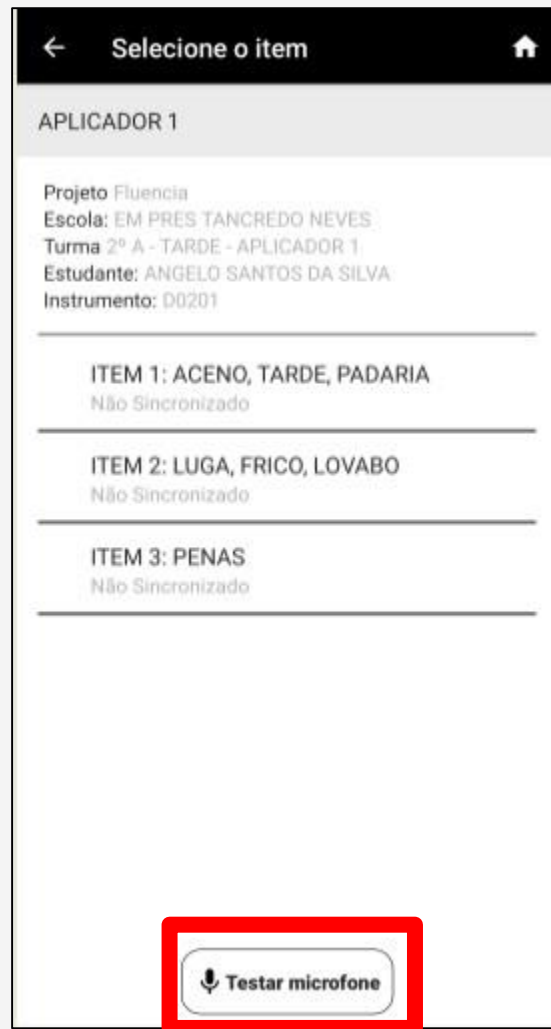 Selecione o item
APLICADOR 1
Projeto Fluencia
Escola: EM PRES TANCREDO NEVES
Turma 2º A - TARDE - APLICADOR 1
Estudante: ANGELO SANTOS DA SILVA
Instrumento: D0201
ITEM 1: ACENO, TARDE, PADARIA
Não Sincronizado
ITEM 2: LUGA, FRICO, LOVABO
Não Sincronizado
ITEM 3: PENAS
Não Sincronizado
Testar microfone